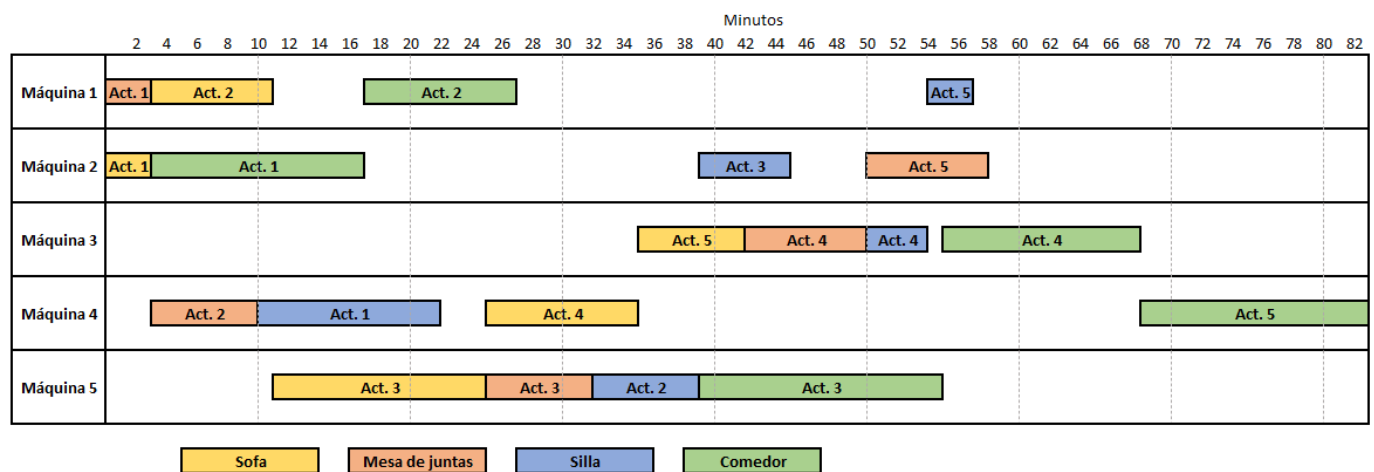 Minutos
2 4 6 8 10 12 14 16 18 20 22 24 26 28 30 32 34 36 38 40 42 44 46 48 50 52 54 56 58 60 62 64 66 68 70 72 74 76 78 80 82
Máquina 1 Act. 1 Act. 2 Act. 2 Act. 5
Máquina 2 Act. 1 Act. 1 Act. 3 Act. 5
Máquina 3 Act. 5 Act. 4 Act. 4 Act. 4
Máquina 4 Act. 2 Act. 1 Act. 4 Act. 5
Máquina 5 Act. 3 Act. 3 Act. 2 Act. 3
Sofa Mesa de juntas Silla Comedor